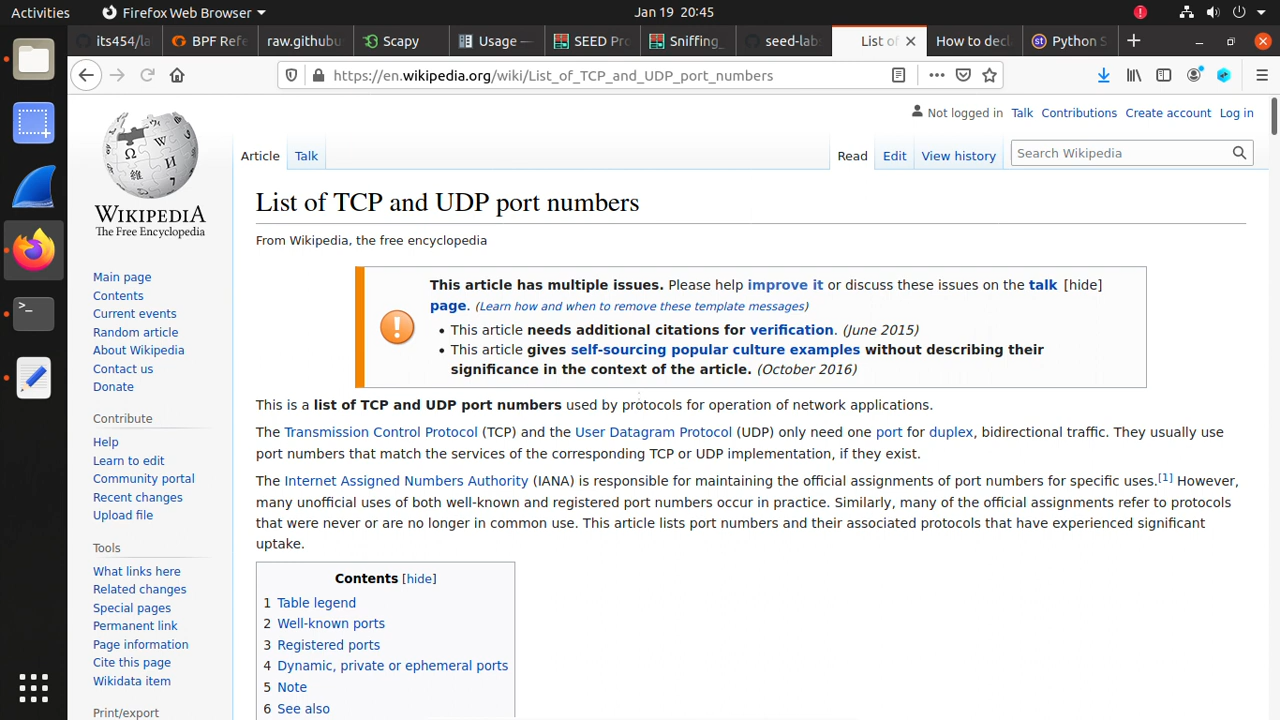 Activities
Firefox Web Browser
Jan 19 20:45
its454/la
BPF Refe
raw.githubu
Scapy
Usage —
SEED Pro
Sniffing_
seed-labs
List of
How to decl
Python S
https://en.wikipedia.org/wiki/List_of_TCP_and_UDP_port_numbers
Not logged in Talk Contributions Create account Log in
Article Talk Read Edit View history Search Wikipedia
WIKIPEDIA
The Free Encyclopedia
Main page
Contents
Current events
Random article
About Wikipedia
Contact us
Donate
Contribute
Help
Learn to edit
Community portal
Recent changes
Upload file
Tools
What links here
Related changes
Special pages
Permanent link
Page information
Cite this page
Wikidata item
Print/export
List of TCP and UDP port numbers
From Wikipedia, the free encyclopedia
This article has multiple issues. Please help improve it or discuss these issues on the talk [hide]
page. (Learn how and when to remove these template messages)
• This article needs additional citations for verification. (June 2015)
• This article gives self-sourcing popular culture examples without describing their
significance in the context of the article. (October 2016)
This is a list of TCP and UDP port numbers used by protocols for operation of network applications.
The Transmission Control Protocol (TCP) and the User Datagram Protocol (UDP) only need one port for duplex, bidirectional traffic. They usually use
port numbers that match the services of the corresponding TCP or UDP implementation, if they exist.
The Internet Assigned Numbers Authority (IANA) is responsible for maintaining the official assignments of port numbers for specific uses.[1] However,
many unofficial uses of both well-known and registered port numbers occur in practice. Similarly, many of the official assignments refer to protocols
that were never or are no longer in common use. This article lists port numbers and their associated protocols that have experienced significant
uptake.
Contents [hide]
1 Table legend
2 Well-known ports
3 Registered ports
4 Dynamic, private or ephemeral ports
5 Note
6 See also